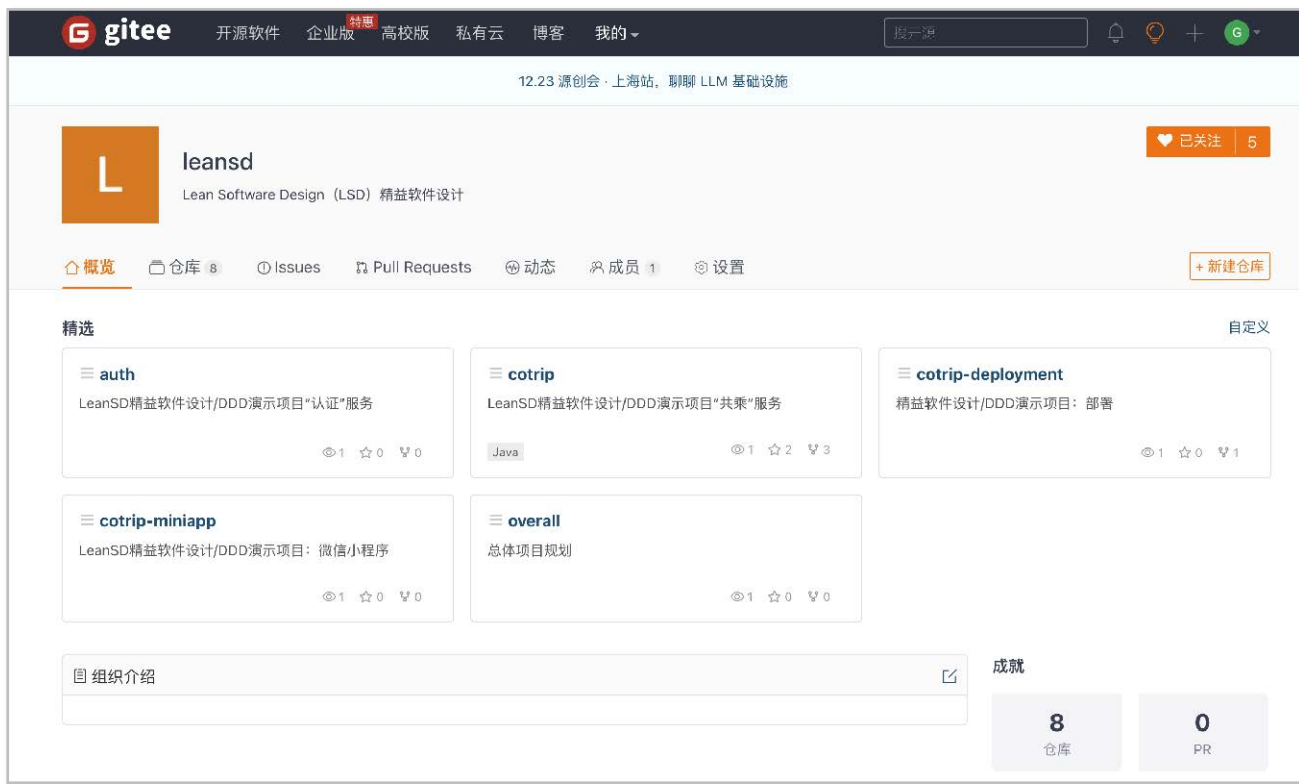 gitee 开源软件 企业版 特惠 高校版 私有云 博客 我的 G
12.23 源创会 · 上海站，聊聊 LLM 基础设施
L
leansd
已关注 5
Lean Software Design（LSD）精益软件设计
概览 仓库 8 Issues Pull Requests 动态 成员 1 设置 + 新建仓库
精选 自定义
auth
LeanSD精益软件设计/DDD演示项目“认证”服务
1 0 0
cotrip
LeanSD精益软件设计/DDD演示项目“共乘”服务
Java 1 2 3
cotrip-deployment
精益软件设计/DDD演示项目：部署
1 0 1
cotrip-miniapp
LeanSD精益软件设计/DDD演示项目：微信小程序
1 0 0
overall
总体项目规划
1 0 0
组织介绍
成就
8
仓库
0
PR